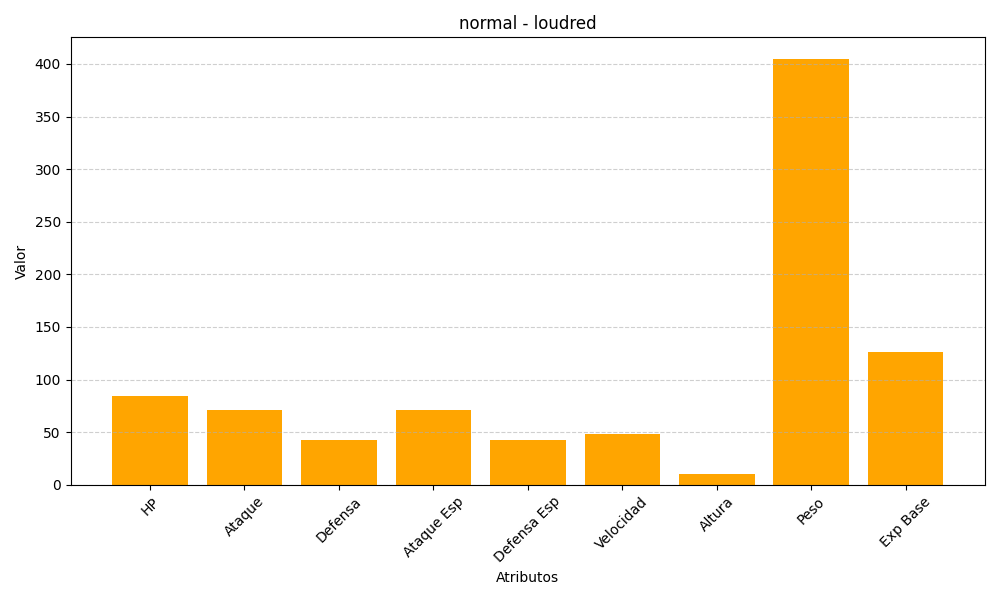 normal - loudred
Valor
400
350
300
250
200
150
100
50
0
HP
Ataque
Defensa
Ataque Esp
Defensa Esp
Velocidad
Altura
Peso
Exp Base
Atributos